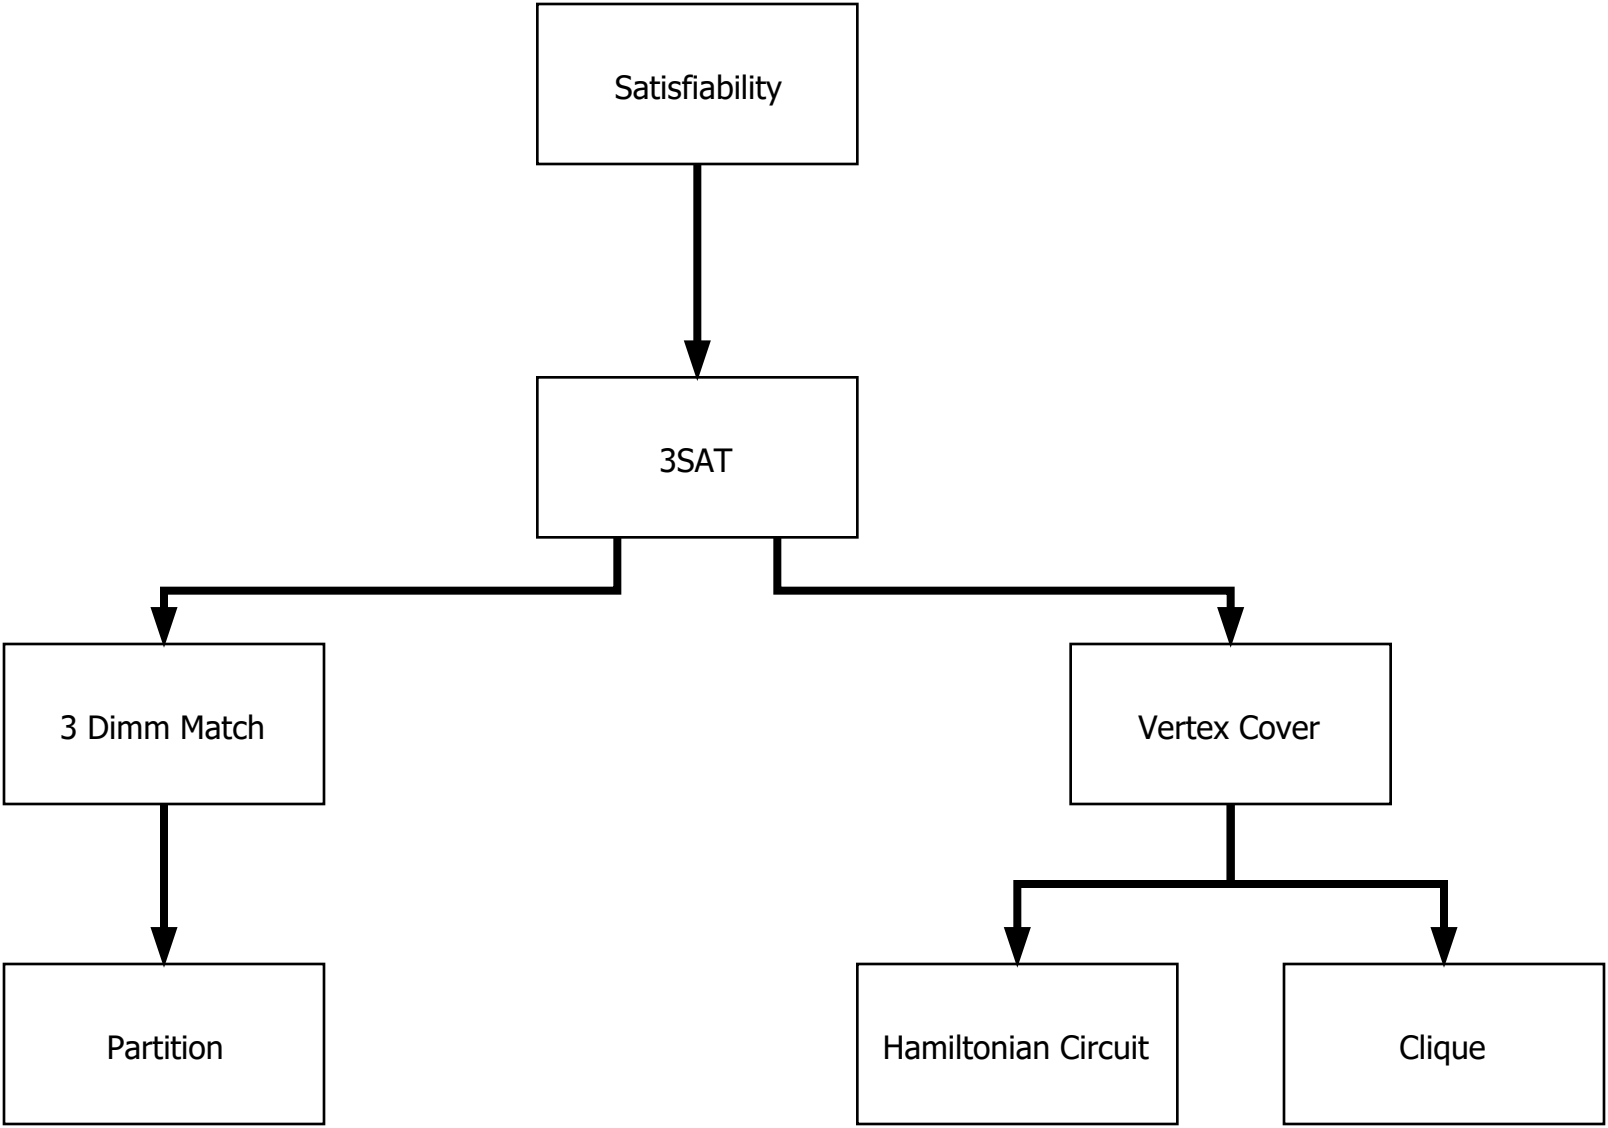 Satisfiability
3SAT
3 Dimm Match
Vertex Cover
Partition
Hamiltonian Circuit
Clique